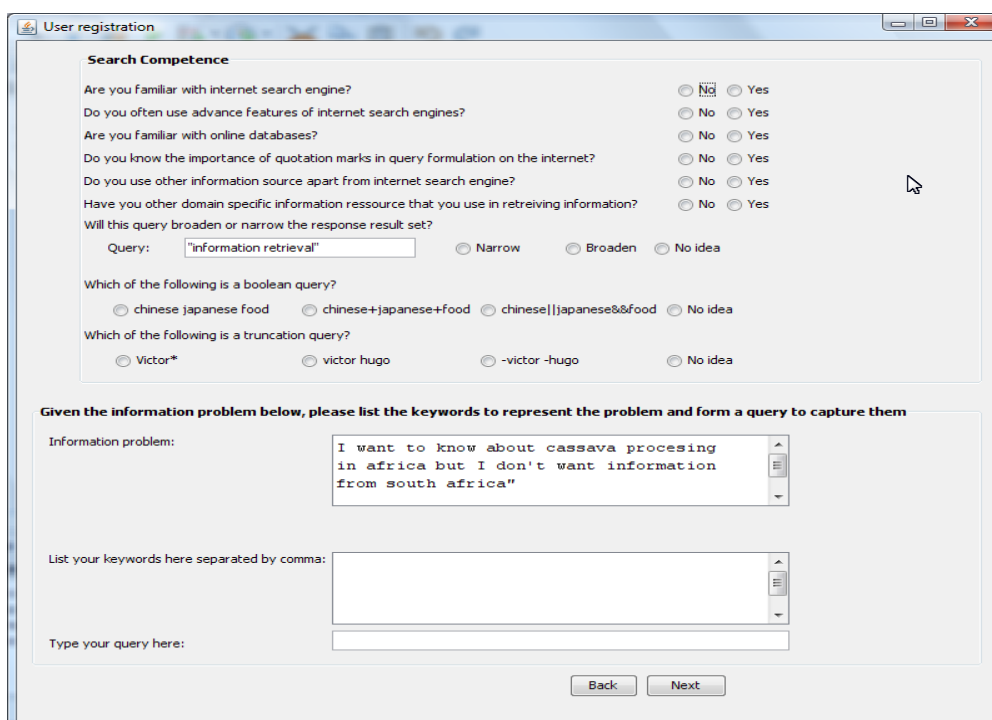 User registration
Search Competence
Are you familiar with internet search engine? No Yes
Do you often use advance features of internet search engines? No Yes
Are you familiar with online databases? No Yes
Do you know the importance of quotation marks in query formulation on the internet? No Yes
Do you use other information source apart from internet search engine? No Yes
Have you other domain specific information ressource that you use in retreiving information? No Yes
Will this query broaden or narrow the response result set?
Query: "information retrieval" Narrow Broaden No idea
Which of the following is a boolean query?
chinese japanese food chinese+japanese+food chinese||japanese&&food No idea
Which of the following is a truncation query?
Victor* victor hugo -victor -hugo No idea
Given the information problem below, please list the keywords to represent the problem and form a query to capture them
Information problem:
I want to know about cassava procesing
in africa but I don't want information
from south africa"
List your keywords here separated by comma:
Type your query here:
Back Next